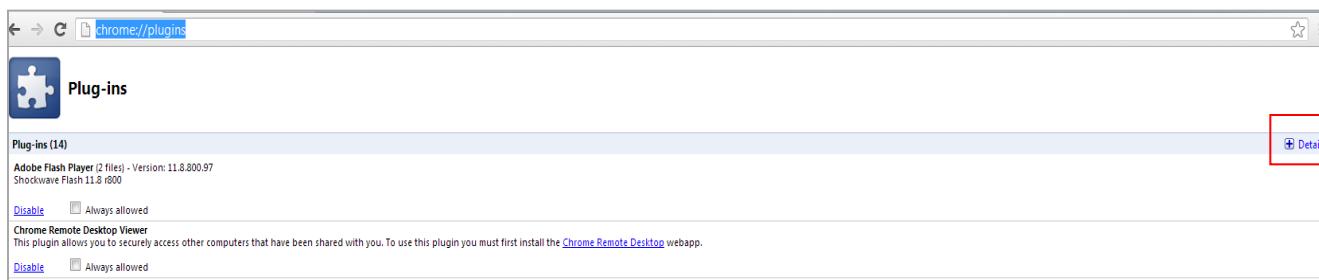 chrome://plugins
Plug-ins
Plug-ins (14)
Detai
Adobe Flash Player (2 files) - Version: 11.8.800.97
Shockwave Flash 11.8 r800
Disable Always allowed
Chrome Remote Desktop Viewer
This plugin allows you to securely access other computers that have been shared with you. To use this plugin you must first install the Chrome Remote Desktop webapp.
Disable Always allowed